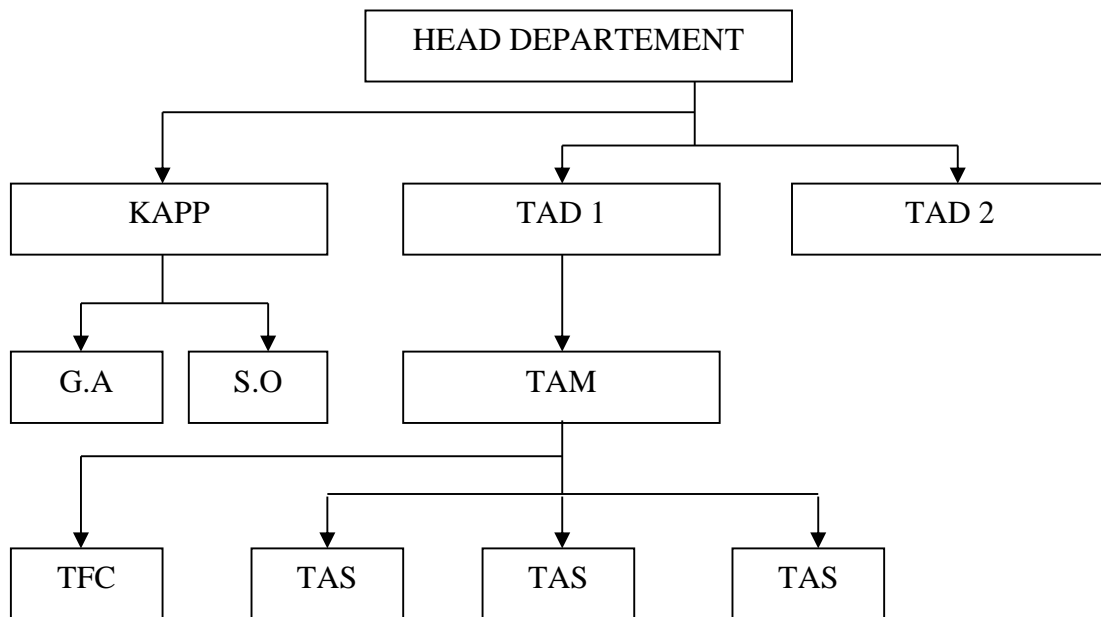 HEAD DEPARTEMENT
KAPP
TAD 1
TAD 2
G.A
S.O
TAM
TFC
TAS
TAS
TAS